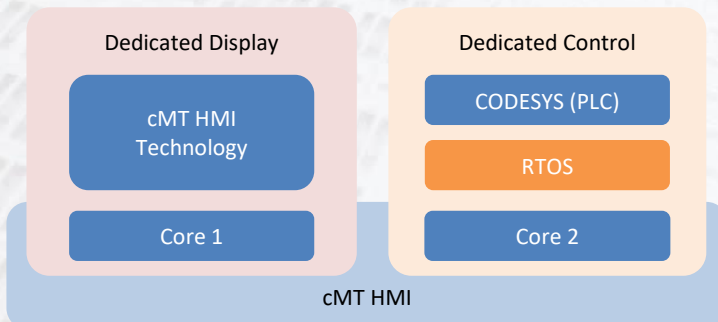 Dedicated Display
cMT HMI
Technology
Core 1
Dedicated Control
CODESYS (PLC)
RTOS
Core 2
cMT HMI